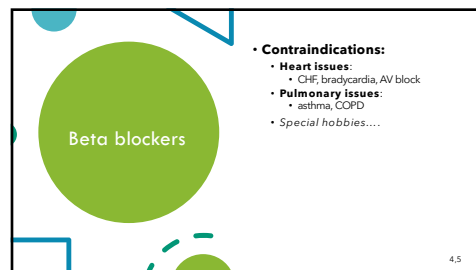 Beta blockers
• Contraindications:
• Heart issues:
• CHF, bradycardia, AV block
• Pulmonary issues:
• asthma, COPD
• Special hobbies....
4,5